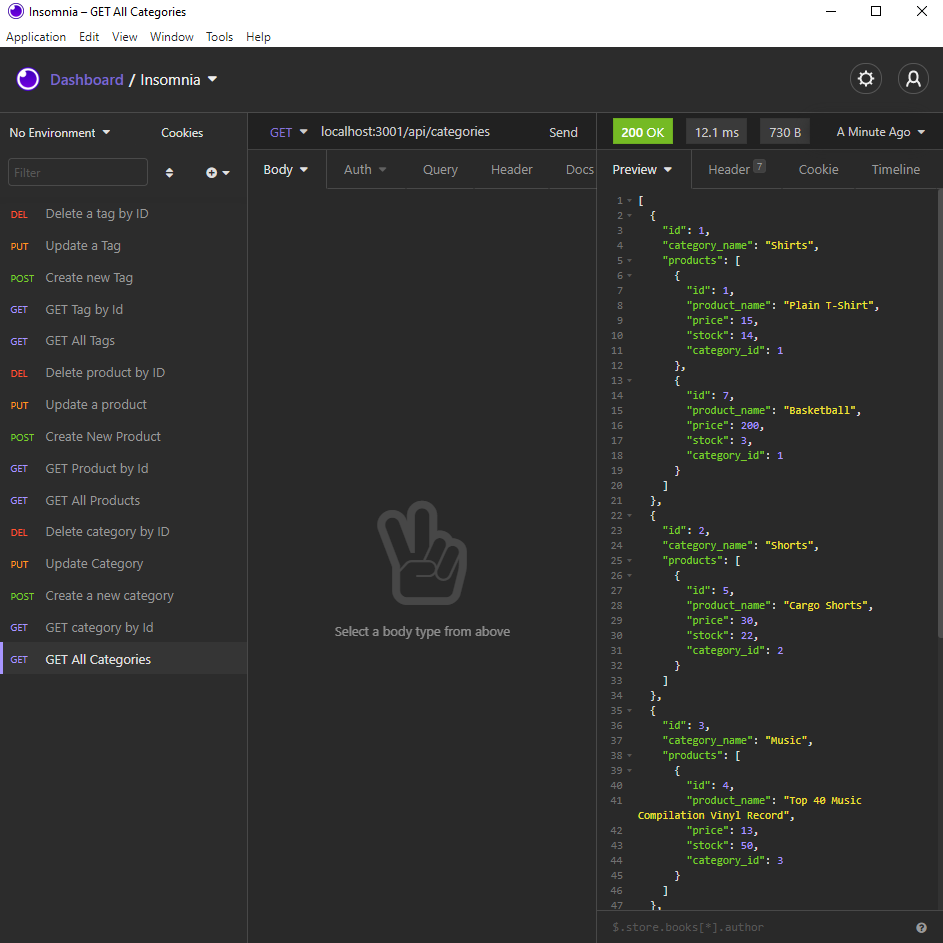 Insomnia – GET All Categories
Application Edit View Window Tools Help
Dashboard / Insomnia
No Environment Cookies
Filter
DEL Delete a tag by ID
PUT Update a Tag
POST Create new Tag
GET GET Tag by Id
GET GET All Tags
DEL Delete product by ID
PUT Update a product
POST Create New Product
GET GET Product by Id
GET GET All Products
DEL Delete category by ID
PUT Update Category
POST Create a new category
GET GET category by Id
GET GET All Categories
GET localhost:3001/api/categories Send
Body Auth Query Header Docs
Select a body type from above
200 OK 12.1 ms 730 B A Minute Ago
Preview Header 7 Cookie Timeline
1 [
2 {
3 "id": 1,
4 "category_name": "Shirts",
5 "products": [
6 {
7 "id": 1,
8 "product_name": "Plain T-Shirt",
9 "price": 15,
10 "stock": 14,
11 "category_id": 1
12 },
13 {
14 "id": 7,
15 "product_name": "Basketball",
16 "price": 200,
17 "stock": 3,
18 "category_id": 1
19 }
20 ]
21 },
22 {
23 "id": 2,
24 "category_name": "Shorts",
25 "products": [
26 {
27 "id": 5,
28 "product_name": "Cargo Shorts",
29 "price": 30,
30 "stock": 22,
31 "category_id": 2
32 }
33 ]
34 },
35 {
36 "id": 3,
37 "category_name": "Music",
38 "products": [
39 {
40 "id": 4,
41 "product_name": "Top 40 Music
Compilation Vinyl Record",
42 "price": 13,
43 "stock": 50,
44 "category_id": 3
45 }
46 ]
47 },
$.store.books[*].author